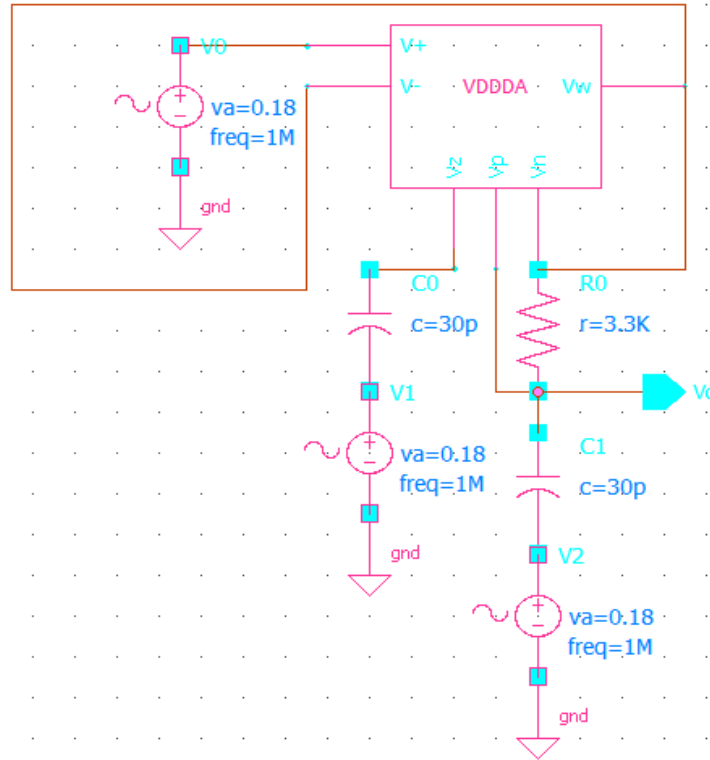 V0
V+
V-
VDDDA
Vw
va=0.18
freq=1M
Vz
Vp
Vn
gnd
C0
c=30p
R0
r=3.3K
V1
va=0.18
freq=1M
gnd
C1
c=30p
V2
va=0.18
freq=1M
gnd